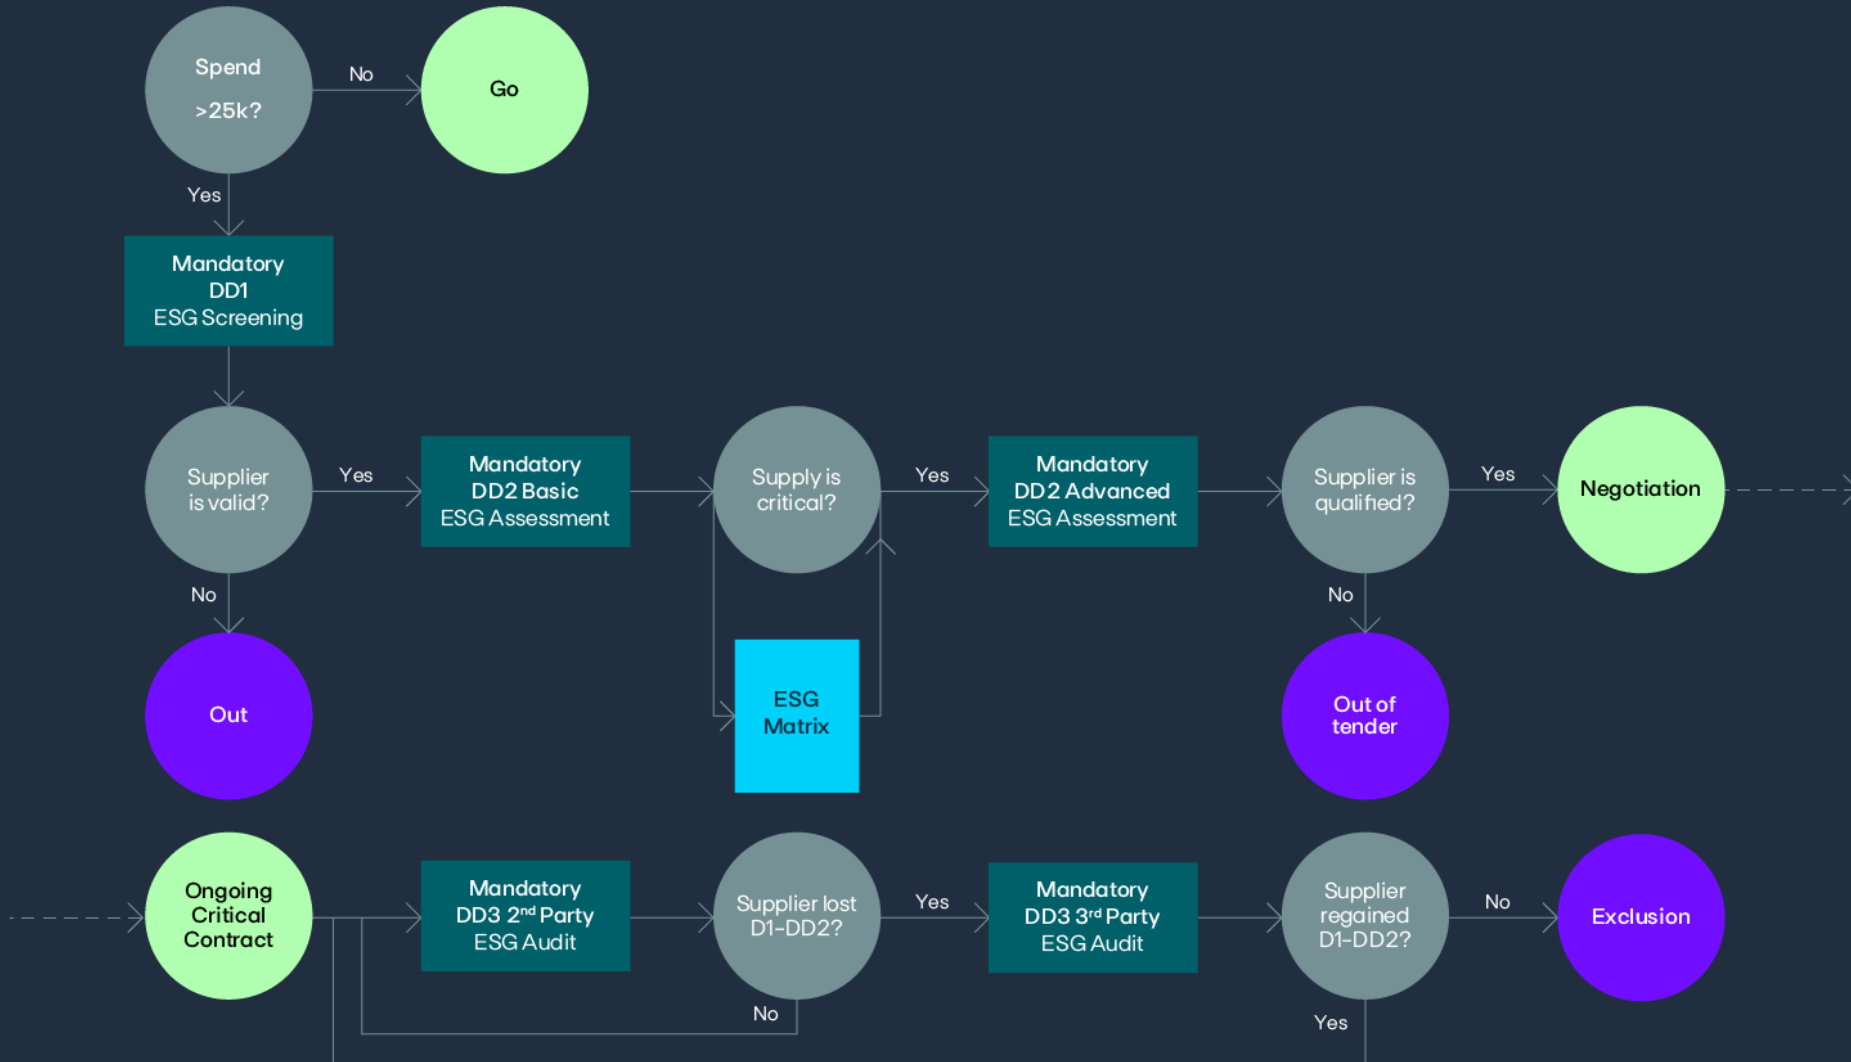 Spend
>25k?
No
Go
Yes
Mandatory
DD1
ESG Screening
Supplier
is valid?
Yes
Mandatory
DD2 Basic
ESG Assessment
Supply is
critical?
Yes
Mandatory
DD2 Advanced
ESG Assessment
Supplier is
qualified?
Yes
Negotiation
No
Out
ESG
Matrix
No
Out of
tender
Ongoing
Critical
Contract
Mandatory
DD3 2nd Party
ESG Audit
Supplier lost
D1-DD2?
Yes
Mandatory
DD3 3rd Party
ESG Audit
Supplier
regained
D1-DD2?
No
Exclusion
No
Yes